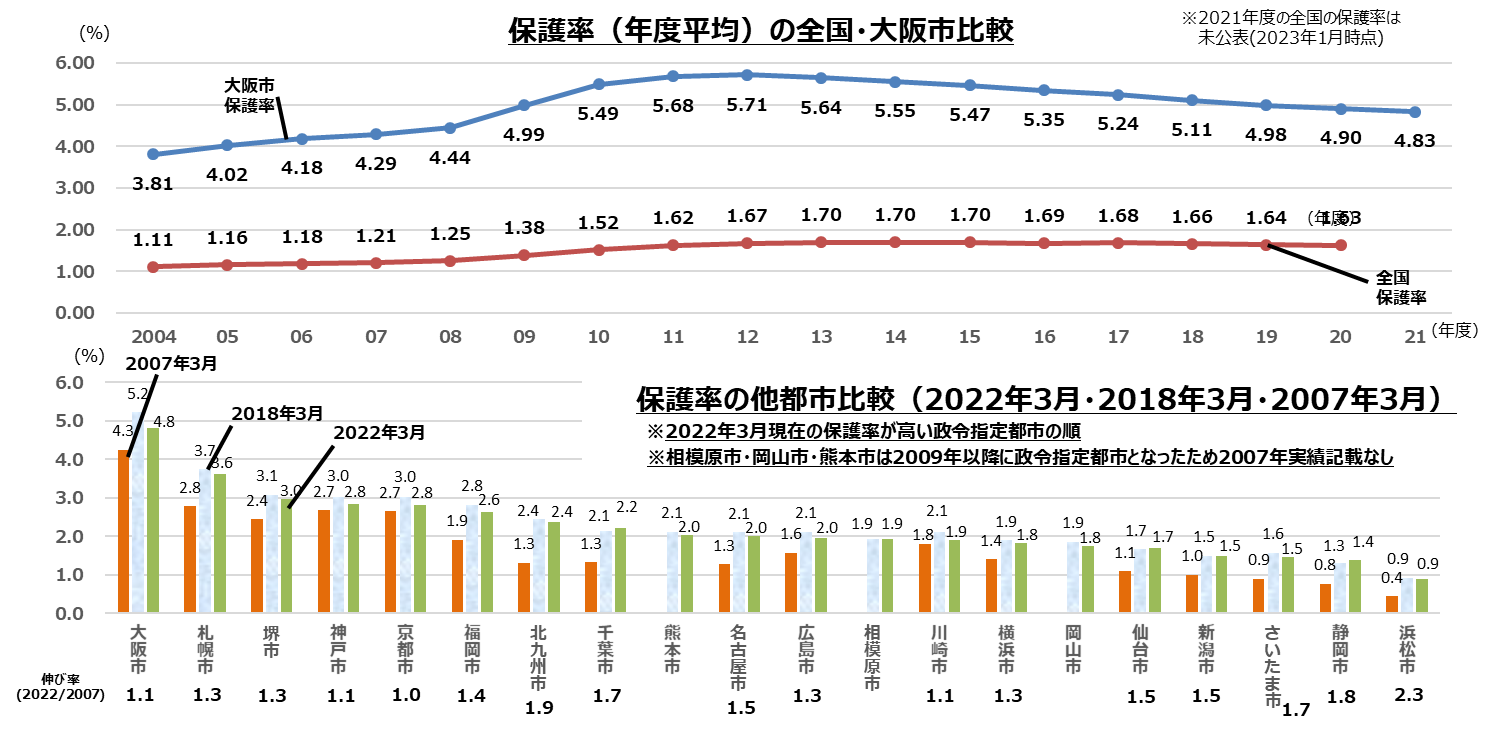 保護率（年度平均）の全国･大阪市比較
※2021年度の全国の保護率は
未公表(2023年1月時点)
(%)
6.00
5.00
4.00
3.00
2.00
1.00
0.00
大阪市
保護率
3.81 4.02 4.18 4.29 4.44 4.99 5.49 5.68 5.71 5.64 5.55 5.47 5.35 5.24 5.11 4.98 4.90 4.83
1.11 1.16 1.18 1.21 1.25 1.38 1.52 1.62 1.67 1.70 1.70 1.70 1.69 1.68 1.66 1.64 1.63
（年度）
全国
保護率
2004 05 06 07 08 09 10 11 12 13 14 15 16 17 18 19 20 21
（年度）
(%)
保護率の他都市比較（2022年3月･2018年3月･2007年3月）
※2022年3月現在の保護率が高い政令指定都市の順
※相模原市･岡山市･熊本市は2009年以降に政令指定都市となったため2007年実績記載なし
2007年3月
2018年3月
2022年3月
6.0
5.0
4.0
3.0
2.0
1.0
0.0
4.3 5.2 4.8
2.8 3.7 3.6
2.4 3.1 3.0
2.7 3.0 2.8
2.7 3.0 2.8
1.9 2.8 2.6
1.3 2.4 2.4
1.3 2.1 2.2
2.1 2.0
1.3 2.1 2.0
1.6 2.1 2.0
1.9 1.9
1.8 2.1 1.9
1.4 1.9 1.8
1.9 1.8
1.1 1.7 1.7
1.0 1.5 1.5
0.9 1.6 1.5
0.8 1.3 1.4
0.4 0.9 0.9
大阪市 札幌市 堺市 神戸市 京都市 福岡市 北九州市 千葉市 熊本市 名古屋市 広島市 相模原市 川崎市 横浜市 岡山市 仙台市 新潟市 さいたま市 静岡市 浜松市
伸び率
(2022/2007)
1.1 1.3 1.3 1.1 1.0 1.4 1.9 1.7 1.5 1.3 1.1 1.3 1.5 1.5 1.7 1.8 2.3